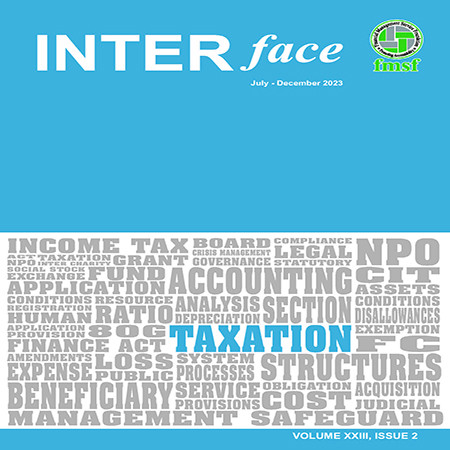 INTER face
July - December 2023
fmsf
INCOME TAX BOARD COMPLIANCE NPO
ACT TAXATION CRISIS MANAGEMENT LEGAL
NPO INTER CHARITY GRANT GOVERNANCE STATUTORY
SOCIAL STOCK EXCHANGE FUND ACCOUNTING CIT
APPLICATION ASSETS
CONDITIONS RESOURCE ANALYSIS SECTION CONDITIONS
REGISTRATION HUMAN RATIO DEPRECIATION DISALLOWANCES
APPLICATION PROVISION 80G TAXATION EXEMPTION
FINANCE ACT FC
AMENDMENTS LOSS SYSTEM STRUCTURES
EXPENSE PUBLIC PROCESSES
BENEFICIARY SERVICE OBLIGATION ACQUISITION
PROVISIONS COST JUDICIAL
MANAGEMENT SAFEGUARD
VOLUME XXIII, ISSUE 2